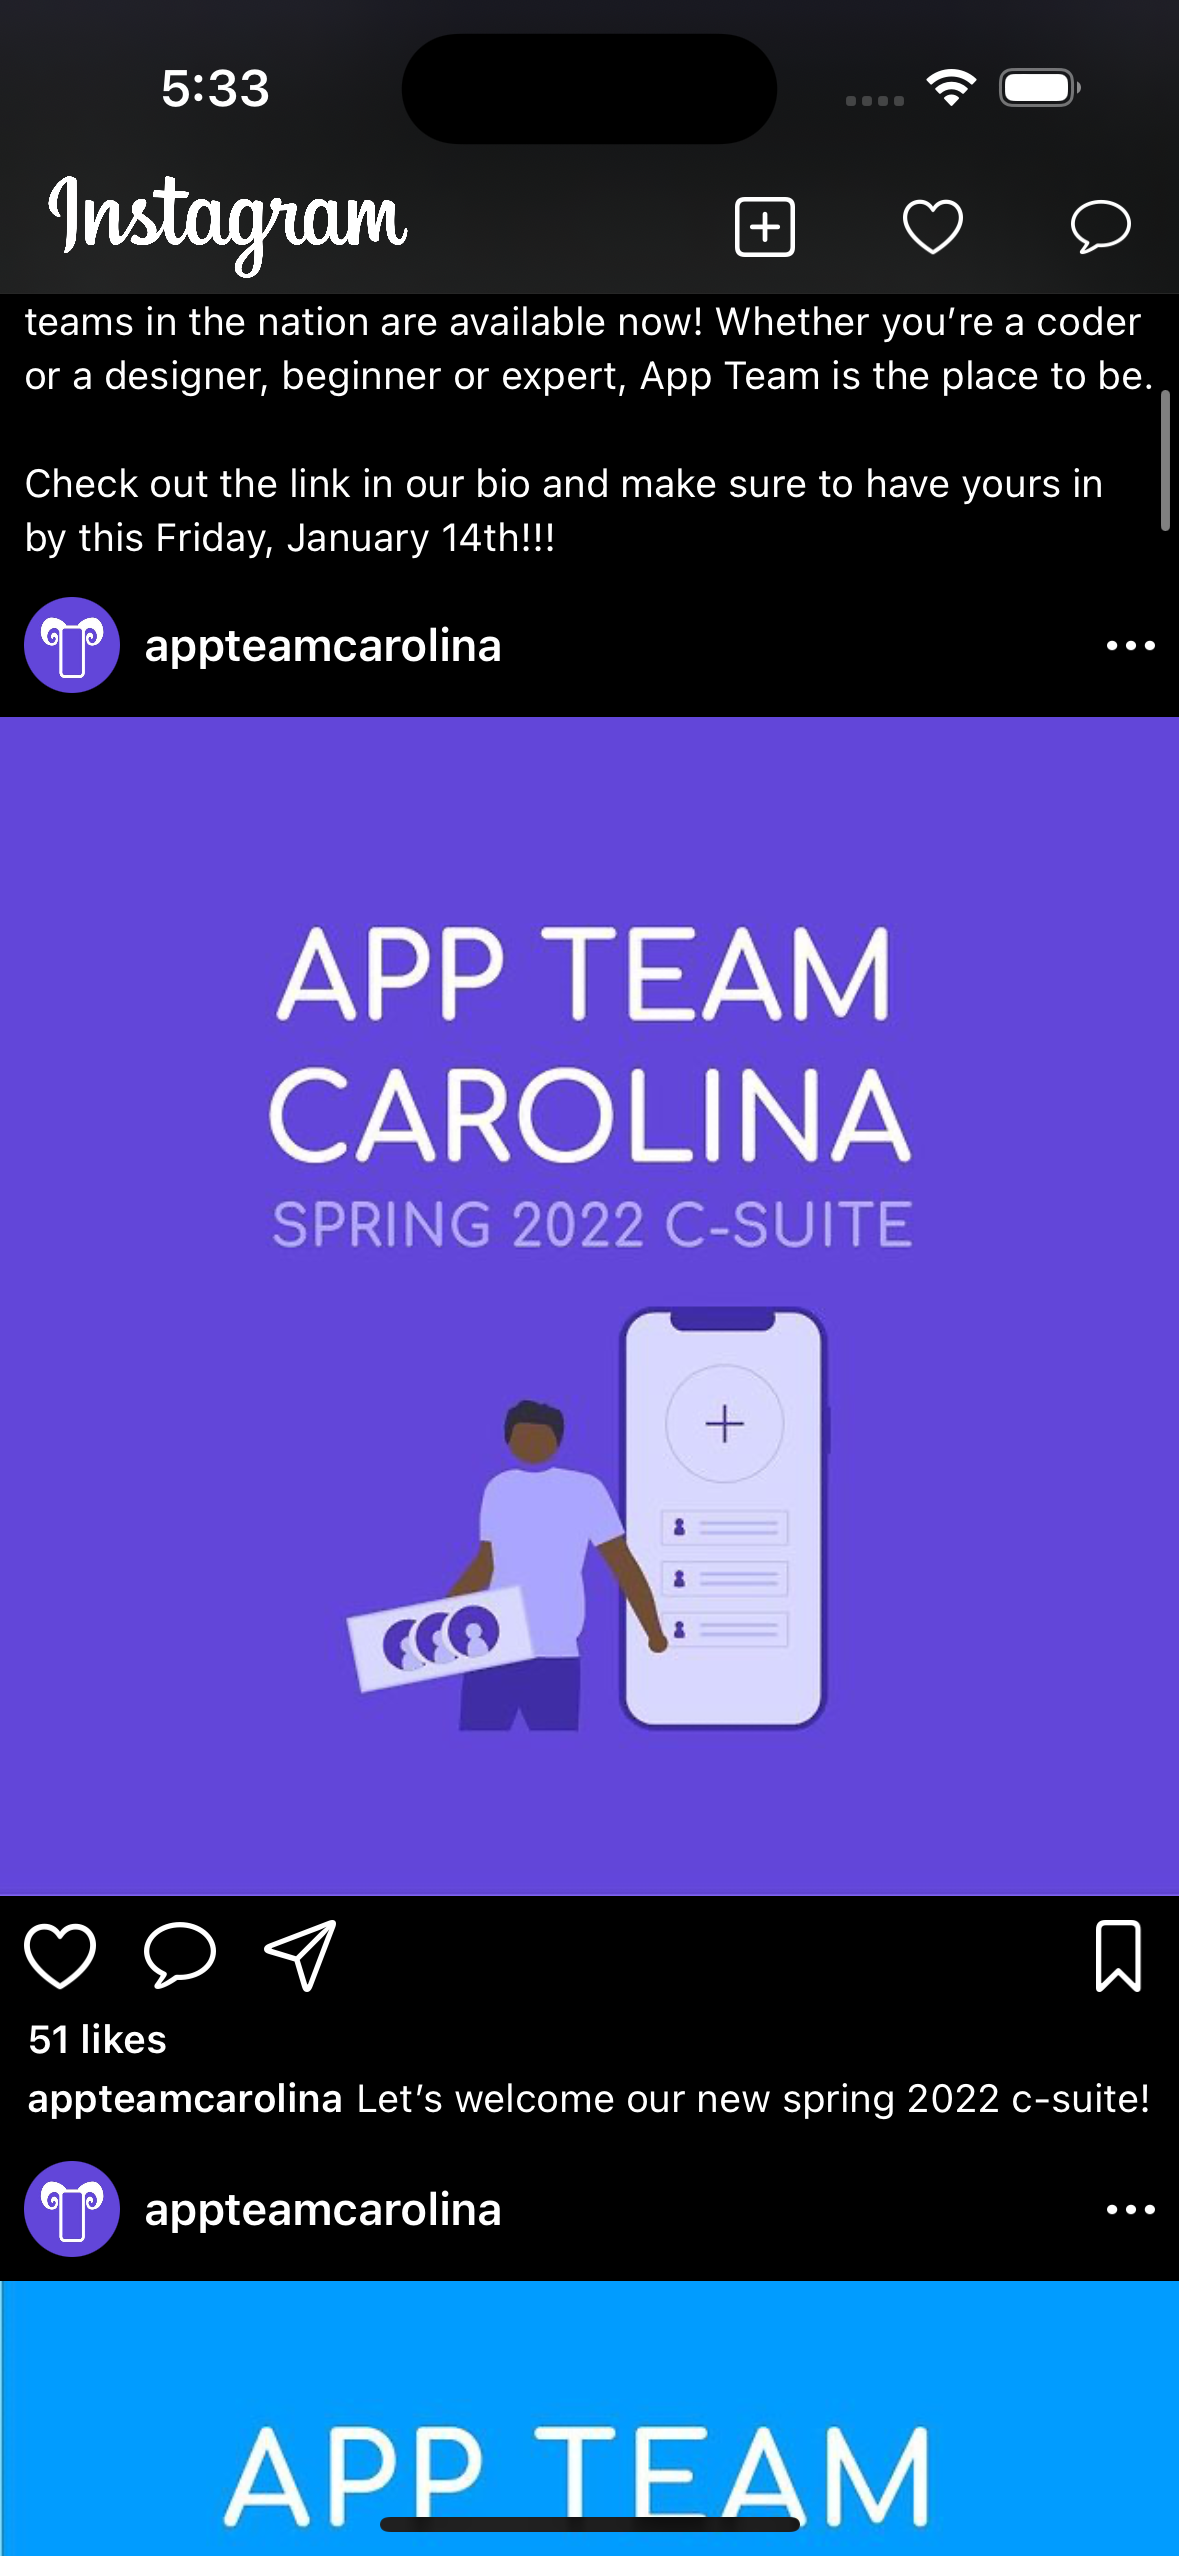 5:33
Instagram
teams in the nation are available now! Whether you’re a coder
or a designer, beginner or expert, App Team is the place to be.
Check out the link in our bio and make sure to have yours in
by this Friday, January 14th!!!
appteamcarolina
APP TEAM
CAROLINA
SPRING 2022 C-SUITE
51 likes
appteamcarolina Let’s welcome our new spring 2022 c-suite!
appteamcarolina
APP TEAM